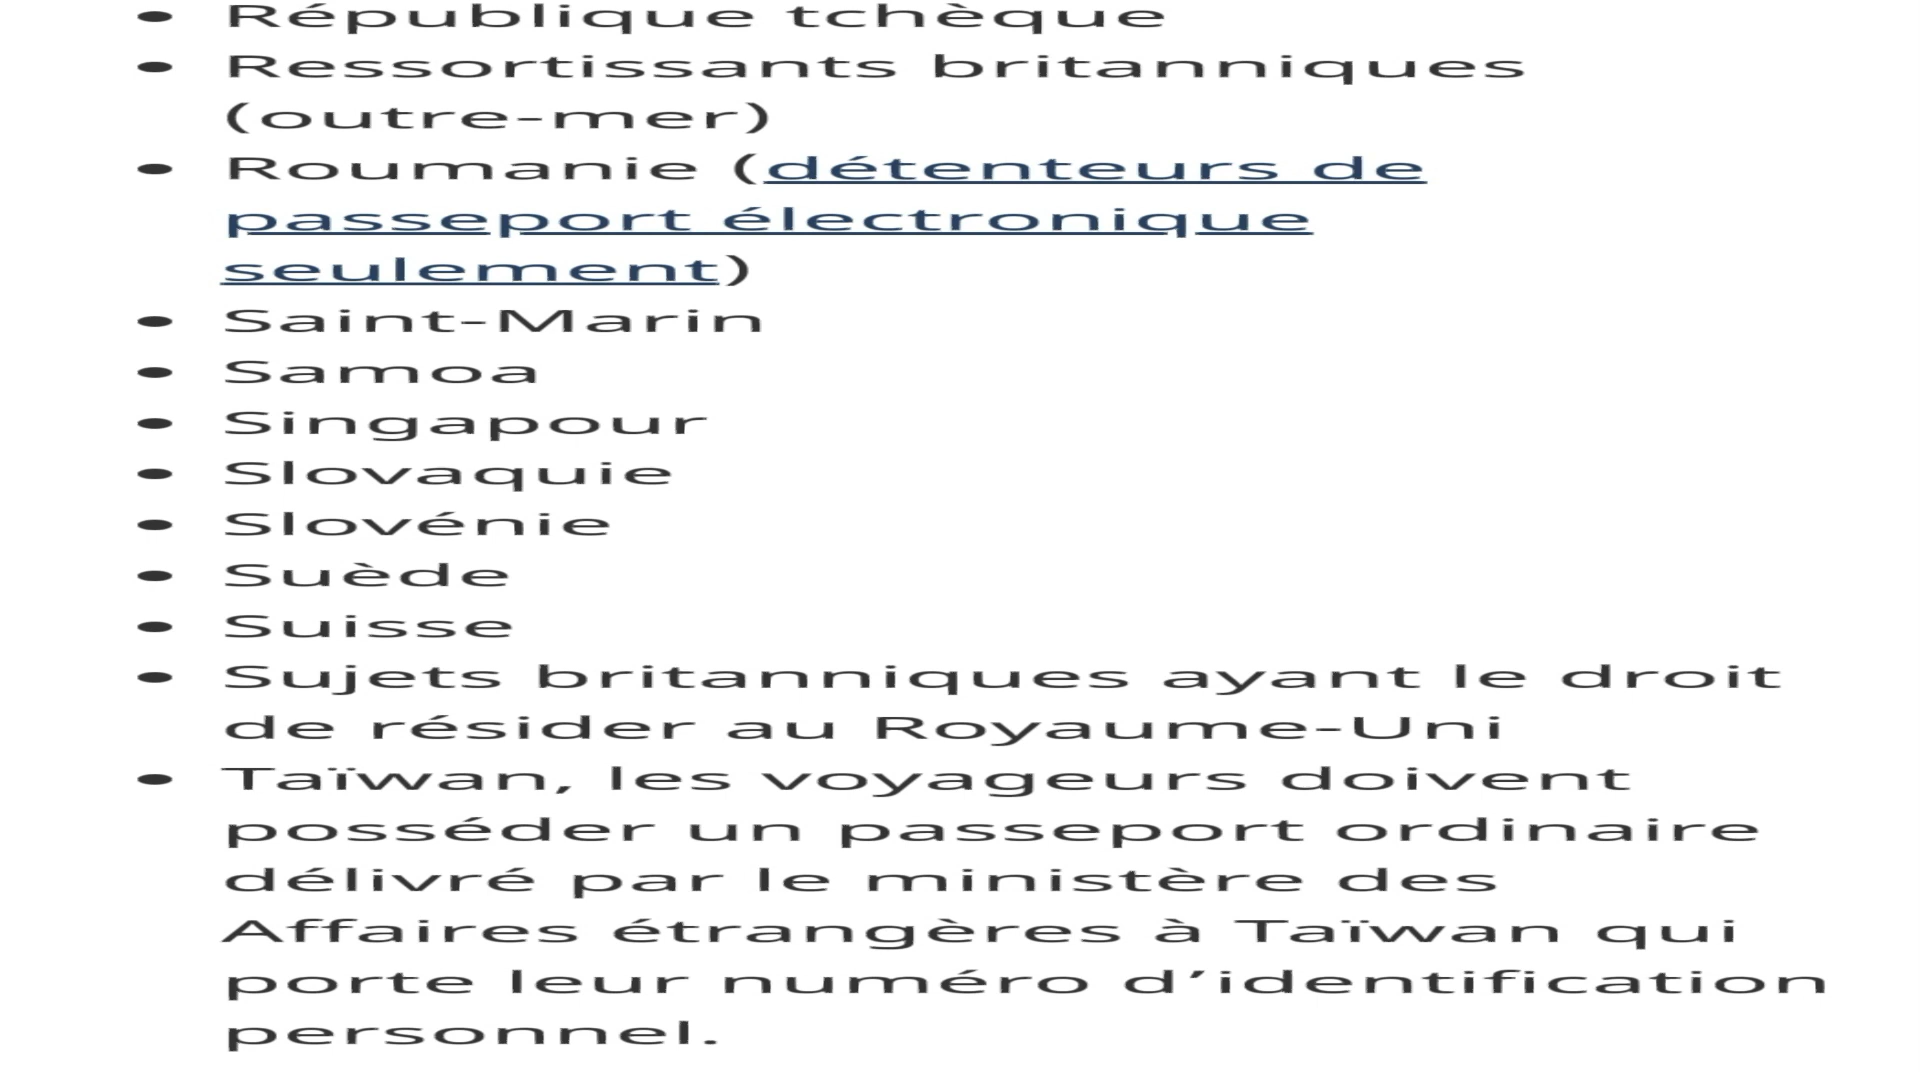 • République tchèque
• Ressortissants britanniques
(outre-mer)
• Roumanie (détenteurs de
passeport électronique
seulement)
• Saint-Marin
• Samoa
• Singapour
• Slovaquie
• Slovénie
• Suède
• Suisse
• Sujets britanniques ayant le droit
de résider au Royaume-Uni
• Taïwan, les voyageurs doivent
posséder un passeport ordinaire
délivré par le ministère des
Affaires étrangères à Taïwan qui
porte leur numéro d’identification
personnel.